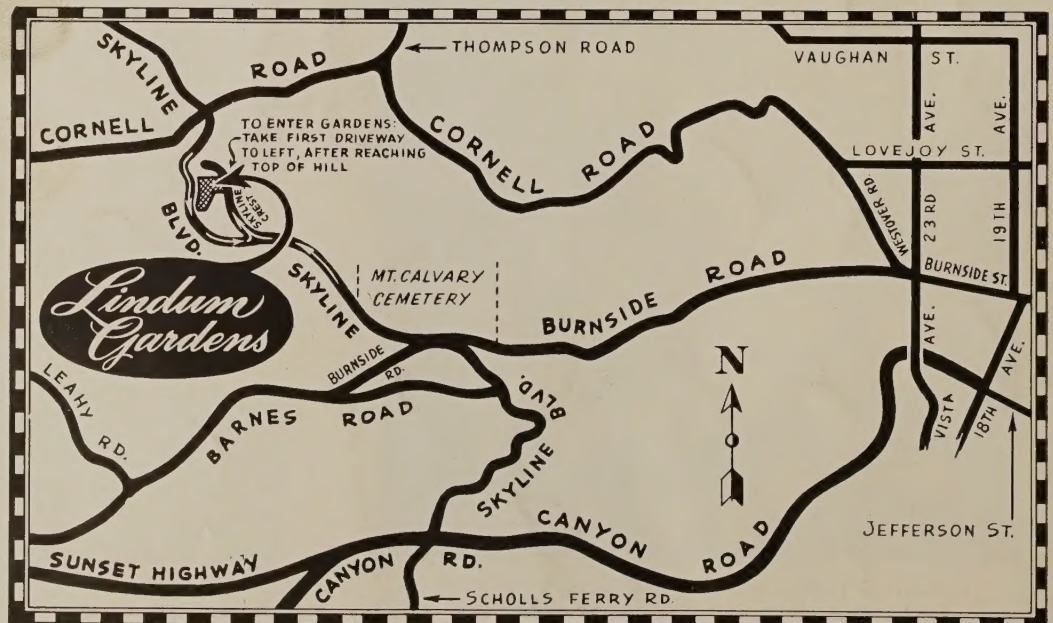 SKYLINE
BLVD.
CORNELL ROAD
THOMPSON ROAD
CORNELL ROAD
VAUGHAN ST.
23RD AVE.
19TH AVE.
LOVEJOY ST.
WESTOVER RD.
BURNSIDE ST.
TO ENTER GARDENS:
TAKE FIRST DRIVEWAY
TO LEFT, AFTER REACHING
TOP OF HILL
SKYLINE
CREST
Lindum
Gardens
SKYLINE
MT. CALVARY
CEMETERY
BURNSIDE ROAD
BURNSIDE
RD.
BLVD.
SKYLINE
LEAHY
RD.
BARNES ROAD
N
AVE.
VISTA
18TH AVE.
JEFFERSON ST.
SUNSET HIGHWAY
CANYON RD.
CANYON ROAD
SCHOLLS FERRY RD.